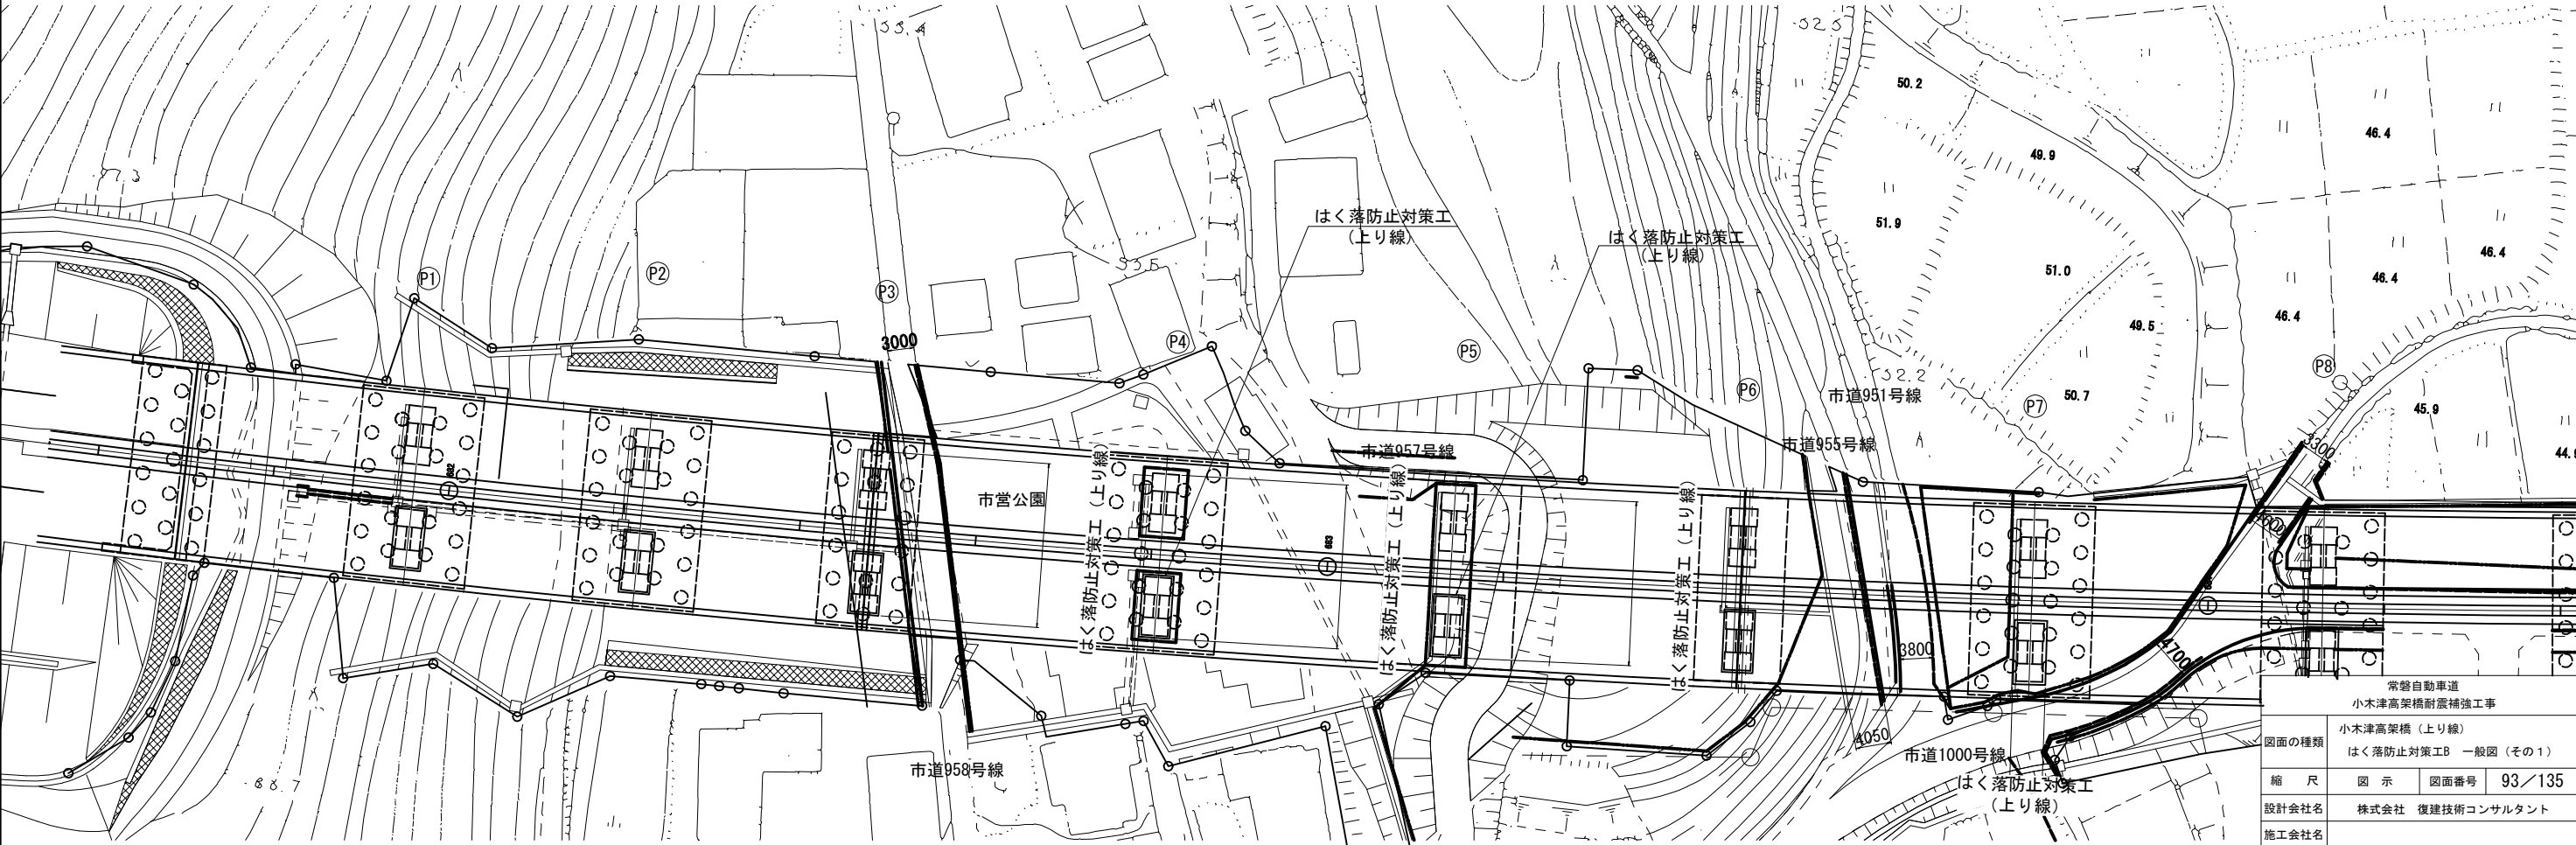 53.4
52.5
50.2
46.4
49.9
51.9
51.0
46.4
46.4
46.4
49.5
50.7
52.2
45.9
53.5
はく落防止対策工
(上り線)
はく落防止対策工
(上り線)
P1
P2
P3
P4
P5
P6
P7
P8
3000
3300
市道951号線
市道955号線
市道957号線
市営公園
682
683
はく落防止対策工（上り線）
はく落防止対策工（上り線）
はく落防止対策工（上り線）
3800
4700
4050
市道958号線
市道1000号線
はく落防止対策工
(上り線)
常磐自動車道
小木津高架橋耐震補強工事
図面の種類 小木津高架橋（上り線）
はく落防止対策工B 一般図（その1）
縮 尺 図 示 図面番号 93／135
設計会社名 株式会社 復建技術コンサルタント
施工会社名